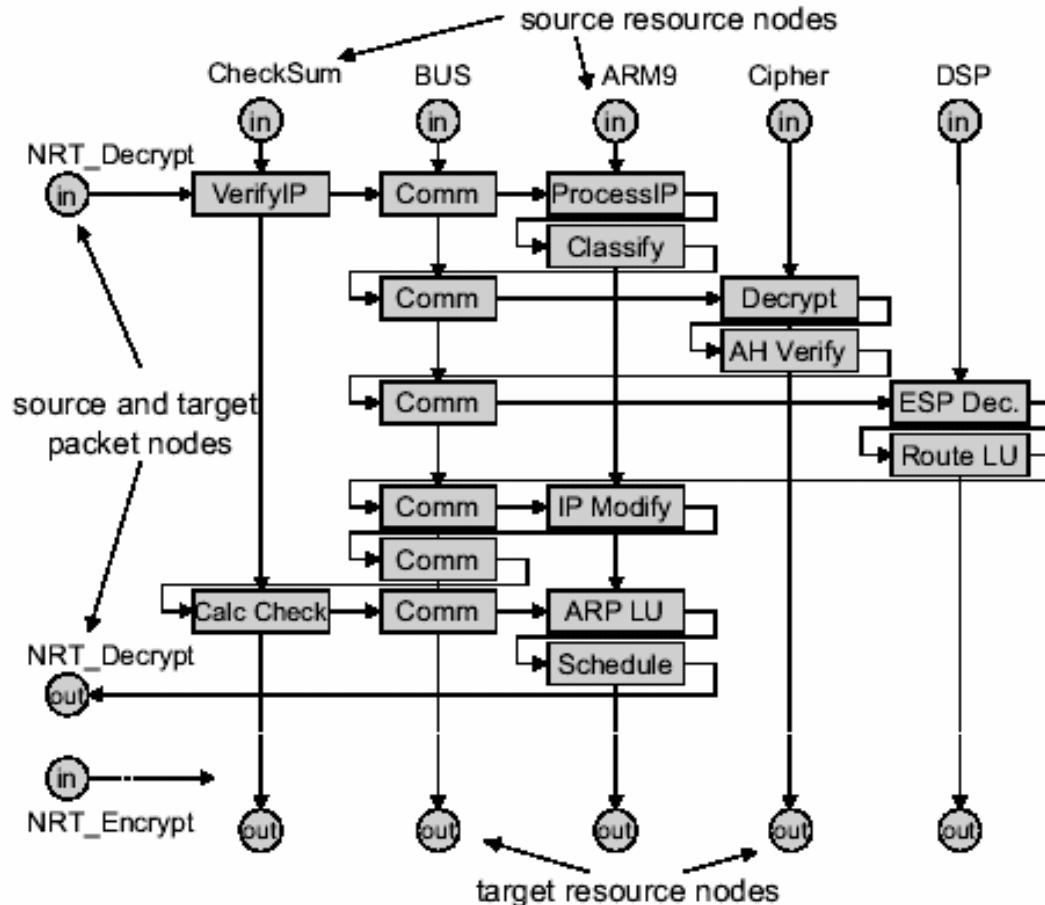 source resource nodes
CheckSum BUS ARM9 Cipher DSP
in in in in in
NRT_Decrypt
in VerifyIP Comm ProcessIP
Classify
Comm Decrypt
AH Verify
source and target
packet nodes
Comm ESP Dec.
Route LU
Comm IP Modify
Comm
Calc Check Comm ARP LU
NRT_Decrypt
Schedule
out
in
NRT_Encrypt
out out out out out
target resource nodes